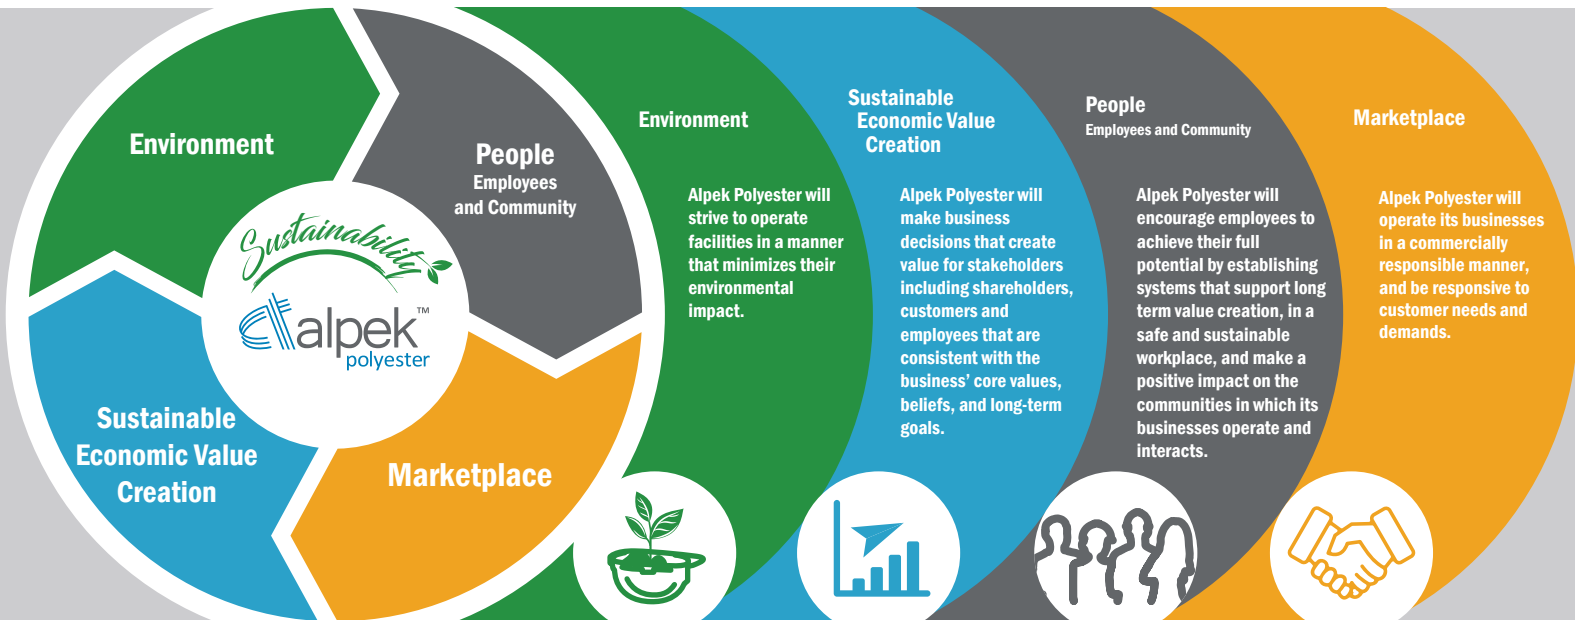 Environment
People
Employees
and Community
Sustainability
alpek™
polyester
Sustainable
Economic Value
Creation
Marketplace
Environment
Alpek Polyester will
strive to operate
facilities in a manner
that minimizes their
environmental
impact.
Sustainable
Economic Value
Creation
Alpek Polyester will
make business
decisions that create
value for stakeholders
including shareholders,
customers and
employees that are
consistent with the
business’ core values,
beliefs, and long-term
goals.
People
Employees and Community
Alpek Polyester will
encourage employees to
achieve their full
potential by establishing
systems that support long
term value creation, in a
safe and sustainable
workplace, and make a
positive impact on the
communities in which its
businesses operate and
interacts.
Marketplace
Alpek Polyester will
operate its businesses
in a commercially
responsible manner,
and be responsive to
customer needs and
demands.